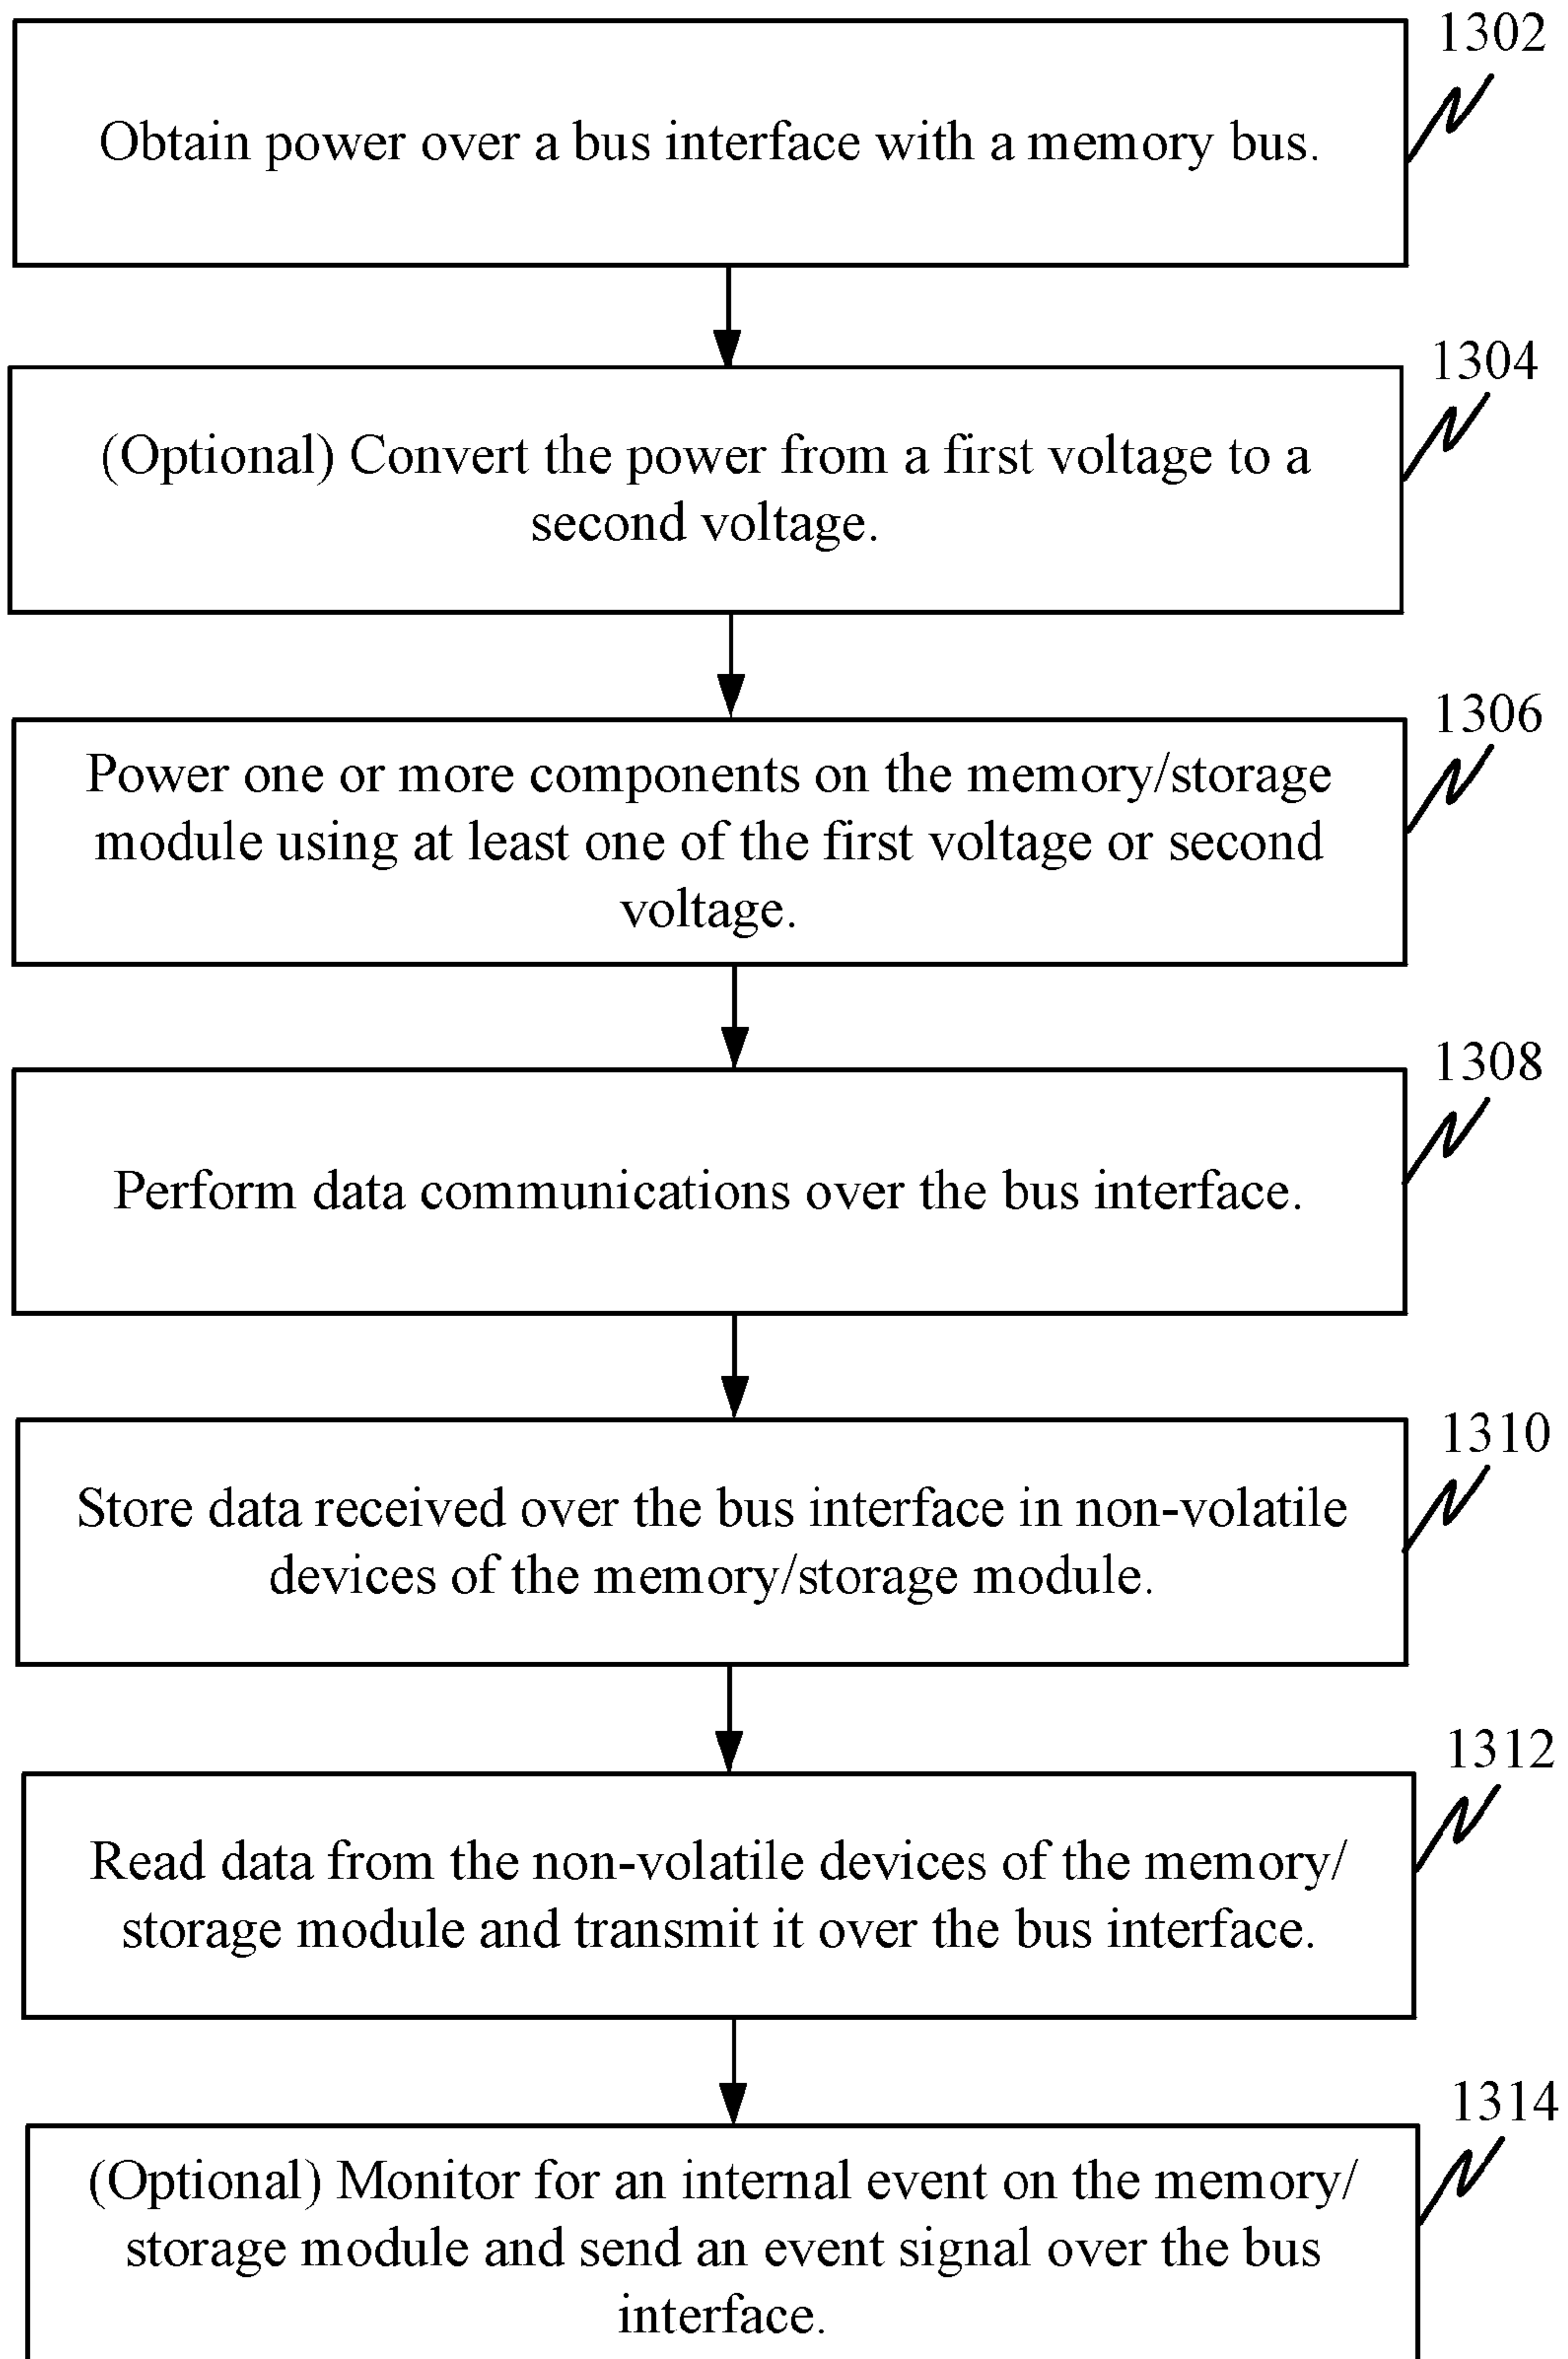 1302
Obtain power over a bus interface with a memory bus.
1304
(Optional) Convert the power from a first voltage to a
second voltage.
1306
Power one or more components on the memory/storage
module using at least one of the first voltage or second
voltage.
1308
Perform data communications over the bus interface.
1310
Store data received over the bus interface in non-volatile
devices of the memory/storage module.
1312
Read data from the non-volatile devices of the memory/
storage module and transmit it over the bus interface.
1314
(Optional) Monitor for an internal event on the memory/
storage module and send an event signal over the bus
interface.